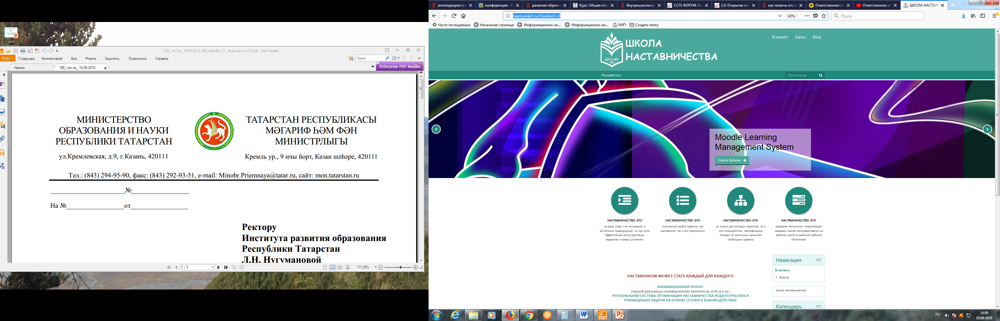 для
786_ тат яз_ 18.09.2018_786_Xadiullin I.G._Nugumanova L.N.pdf - Foxit Reader
Файл Главная Комментарий Вид Форма Защитить Поделиться Справка
Поиск
Начать
786_ тат яз_ 18.09.2018...
Enterprise PDF Reader
МИНИСТЕРСТВО
ОБРАЗОВАНИЯ И НАУКИ
РЕСПУБЛИКИ ТАТАРСТАН
ул.Кремлевская, д.9, г.Казань, 420111
ТАТАРСТАН
ТАТАРСТАН РЕСПУБЛИКАСЫ
МӘГАРИФ ҺӘМ ФӘН
МИНИСТРЛЫГЫ
Кремль ур., 9 нчы йорт, Казан шәһәре, 420111
Тел.: (843) 294-95-90, факс: (843) 292-93-51, e-mail: Minobr.Priemnaya@tatar.ru, сайт: mon.tatarstan.ru
№
На № от
Ректору
Института развития образования
Республики Татарстан
Л.Н. Нугумановой
1 / 3
171.25%
антитеррористич
конференции - П
развитие образов
Курс: Общее обр
Внутришкольная
ССП: ФОРУМ. От
2.2: Открытая пло
как помочь отста
Ответственное от
Ответственное от
ШКОЛА НАСТАВН
nastavnikrt.ru/?redirect=0
67%
Поиск
Часто посещаемые
Начальная страница
Информационно-ан...
Информационно-ан...
РИП
Создать папку
ИРО РТ
1928
ШКОЛА
НАСТАВНИЧЕСТВА
В начало Курсы Вход
Русский (ru)
Поиск курса
Moodle Learning
Management System
Узнать больше
НАСТАВНИЧЕСТВО ЭТО
не дань моде и не инновация, а
достаточно традиционный, но при этом
эффективный метод адаптации
педагогов к новым условиям.
НАСТАВНИЧЕСТВО ЭТО
осознанный выбор педагога: как
наставника, так и его подопечного
НАСТАВНИЧЕСТВО ЭТО
не только для молодых педагогов, но и
для специалистов, квалификацию
которых по различным причинам
необходимо развить
НАСТАВНИЧЕСТВО ЭТО
кадровая технология, позволяющая
передать знания непосредственно на
рабочем месте в реальной рабочей
обстановке
НАСТАВНИКОМ МОЖЕТ СТАТЬ КАЖДЫЙ ДЛЯ КАЖДОГО
ИННОВАЦИОННЫЙ ПРОЕКТ
(период реализации инновационного проекта на 2018-2021 гг.)
РЕГИОНАЛЬНАЯ СИСТЕМА ОРГАНИЗАЦИИ НАСТАВНИЧЕСТВА ПЕДАГОГИЧЕСКИХ И
РУКОВОДЯЩИХ КАДРОВ НА ОСНОВЕ СЕТЕВОГО ВЗАИМОДЕЙСТВИЯ
Навигация
В начало
Курсы
Школа наставничества
Календарь
RU
14:09
19.09.2018